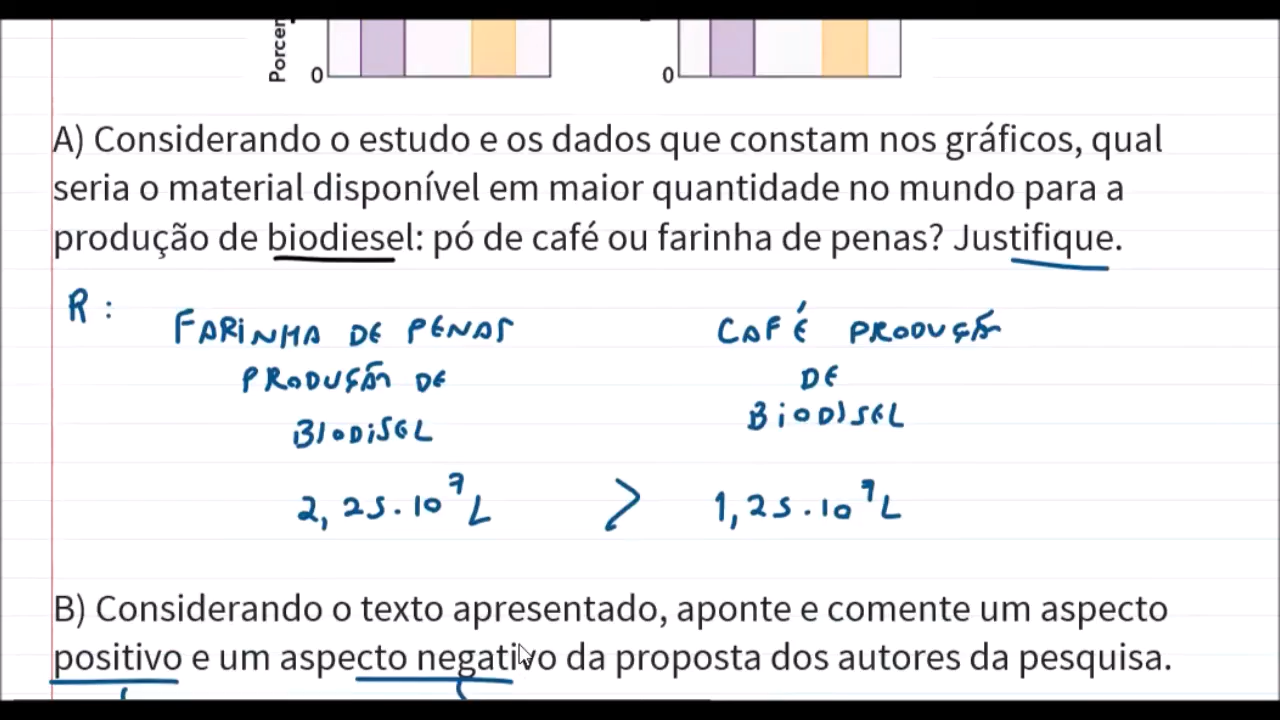 Porcen
0
0
A) Considerando o estudo e os dados que constam nos gráficos, qual
seria o material disponível em maior quantidade no mundo para a
produção de biodiesel: pó de café ou farinha de penas? Justifique.
R:
FARINHA DE PENAS
PRODUÇÃO DE
BIODISEL
2,25.10⁷ L
>
CAFÉ PRODUÇÃO
DE
BIODISEL
1,25.10⁷ L
B) Considerando o texto apresentado, aponte e comente um aspecto
positivo e um aspecto negativo da proposta dos autores da pesquisa.